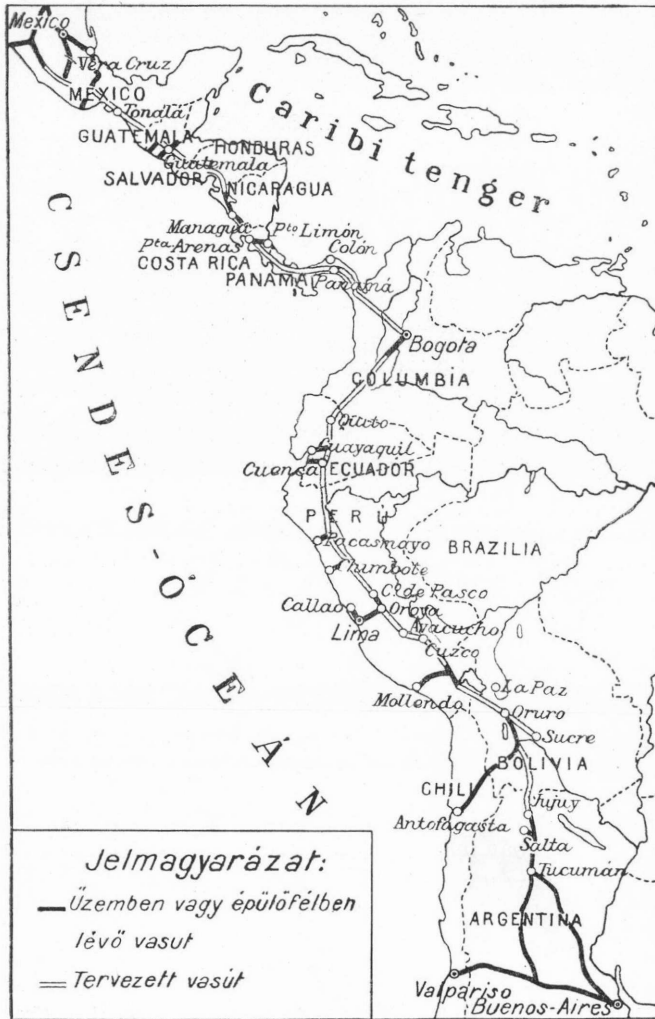 Mexico
Vera Cruz
MEXICO
Tonalá
GUATEMALA
HONDURAS
Guatemala
SALVADOR
NICARAGUA
Caribi tenger
Managua
Pto Limón
Pta Arenas
Colón
COSTA RICA
PANAMA
Panamá
Bogota
COLUMBIA
Quito
Guayaquil
Cuenca
ECUADOR
PERU
Pacasmayo
BRAZILIA
Chimbote
Co. de Pasco
Callao
Oroya
Lima
Ayacucho
Cuzco
La Paz
Mollendo
Oruro
Sucre
BOLIVIA
CHILI
Jujuy
Antofagasta
Salta
Tucumán
ARGENTINA
Valpariso
Buenos-Aires
CSENDES-ÓCEÁN
Jelmagyarázat:
Üzemben vagy épülőfélben
lévő vasut
Tervezett vasút